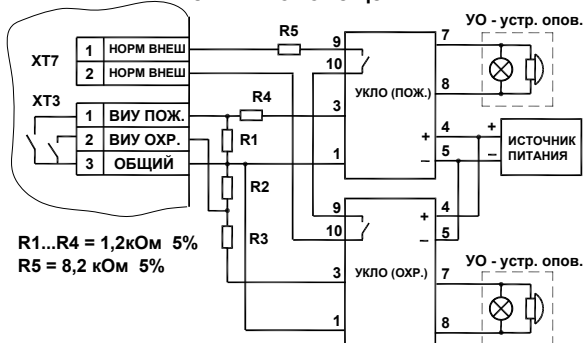 R5
УО - устр. опов.
XT7
1 НОРМ ВНЕШ
2 НОРМ ВНЕШ
9
10
7
8
УКЛО (ПОЖ.)
XT3
R4
3
1 ВИУ ПОЖ.
2 ВИУ ОХР.
3 ОБЩИЙ
R1
1
+ 4 +
– 5 –
ИСТОЧНИК
ПИТАНИЯ
R2
R3
9
10
+ 4
– 5
R1...R4 = 1,2кОм 5%
R5 = 8,2 кОм 5%
УКЛО (ОХР.)
3
1
7
8
УО - устр. опов.